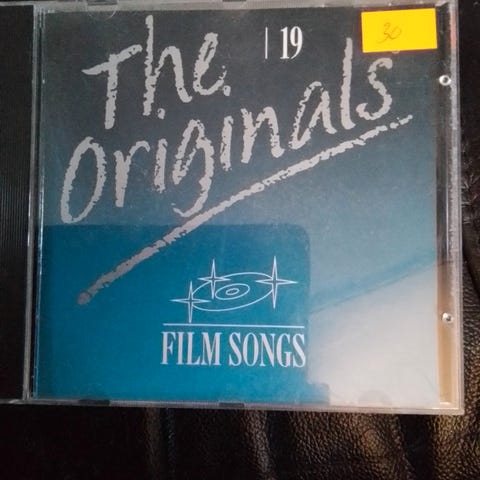 The
Originals
| 19
30
FILM SONGS